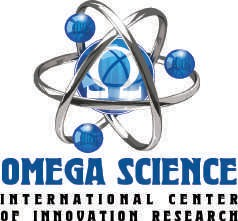 Ω
OMEGA SCIENCE
INTERNATIONAL CENTER
OF INNOVATION RESEARCH